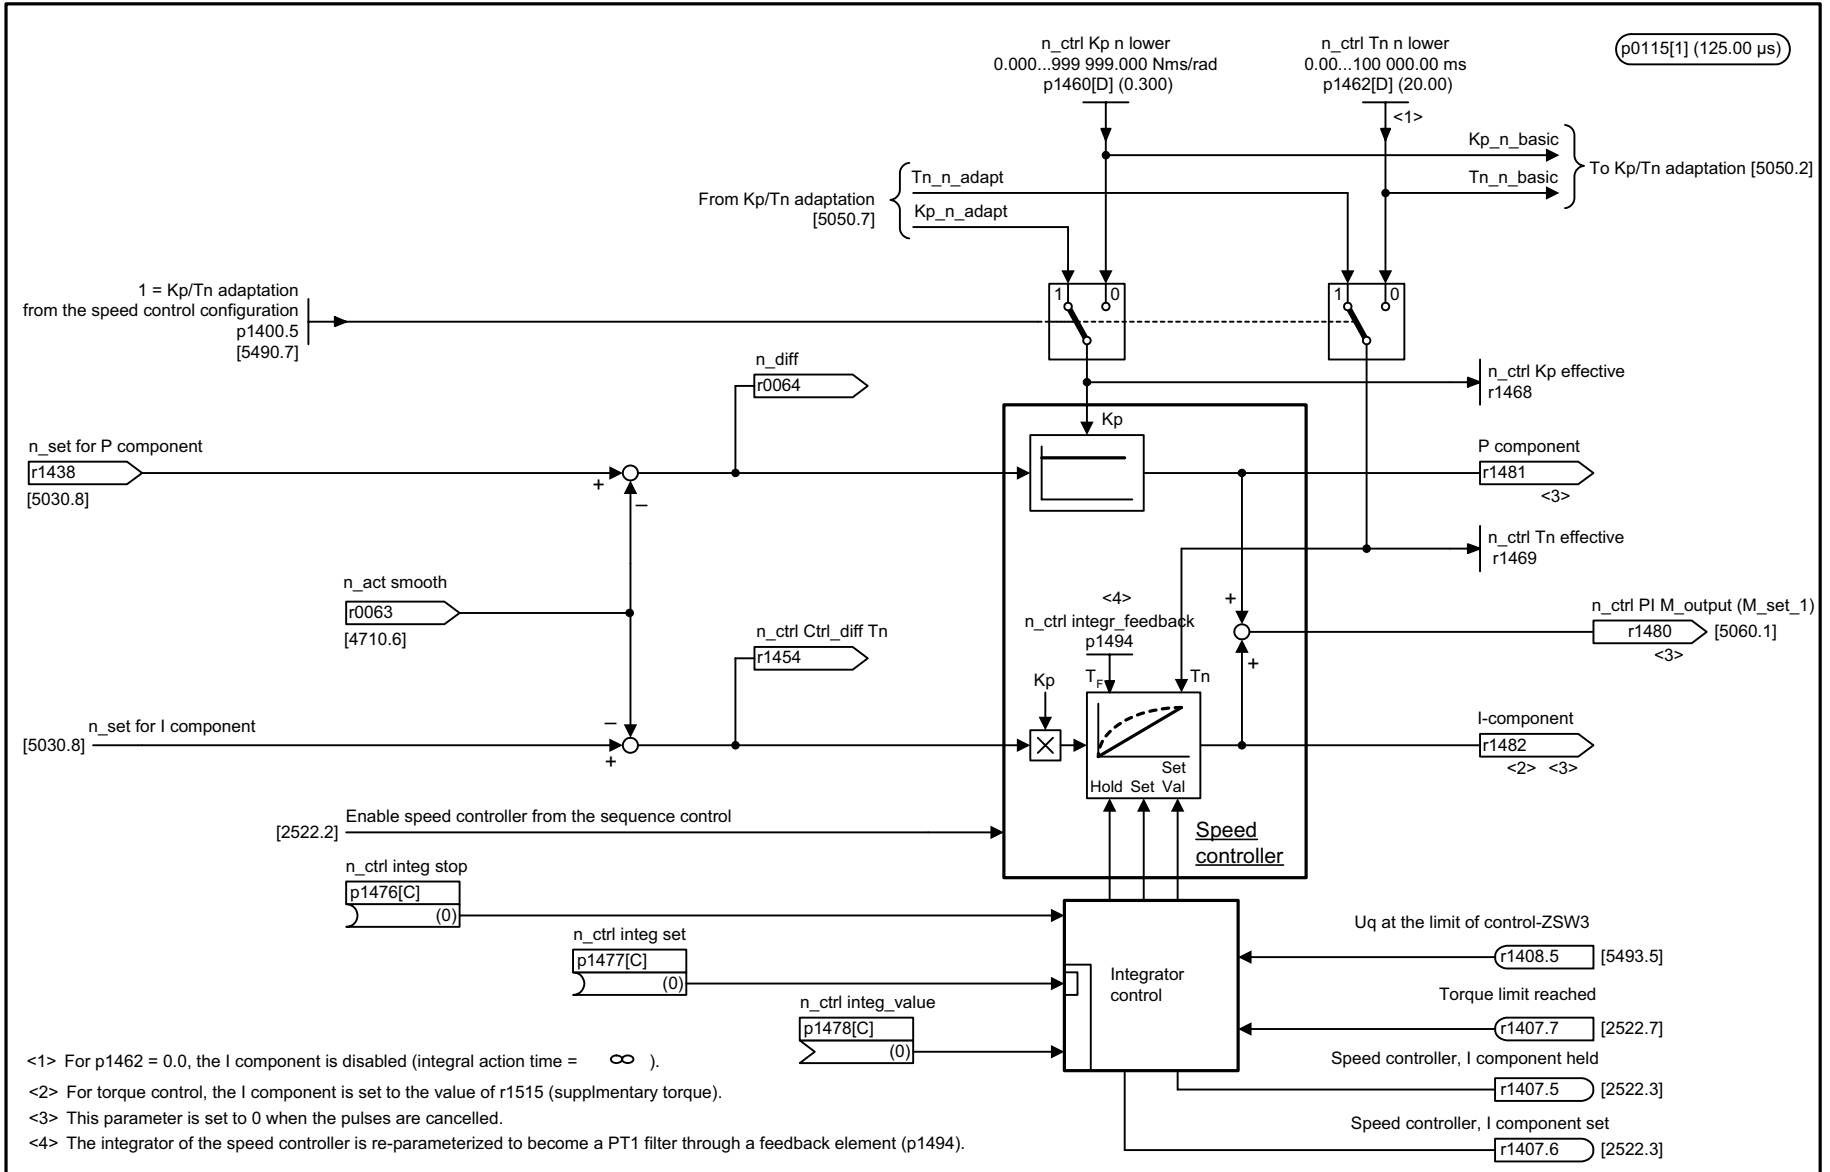 n_ctrl Kp n lower
0.000...999 999.000 Nms/rad
p1460[D] (0.300)
n_ctrl Tn n lower
0.00...100 000.00 ms
p1462[D] (20.00)
<1>
p0115[1] (125.00 µs)
Kp_n_basic
Tn_n_basic
To Kp/Tn adaptation [5050.2]
From Kp/Tn adaptation
[5050.7]
Tn_n_adapt
Kp_n_adapt
1 = Kp/Tn adaptation
from the speed control configuration
p1400.5
[5490.7]
1 0
1 0
n_diff
r0064
n_ctrl Kp effective
r1468
Kp
n_set for P component
r1438
[5030.8]
+
–
P component
r1481
<3>
n_ctrl Tn effective
r1469
n_act smooth
r0063
[4710.6]
n_ctrl Ctrl_diff Tn
r1454
<4>
n_ctrl integr_feedback
p1494
+
+
n_ctrl PI M_output (M_set_1)
r1480
[5060.1]
<3>
Kp
TF
Tn
n_set for I component
[5030.8]
–
+
I-component
r1482
<2> <3>
Set
Hold Set Val
Enable speed controller from the sequence control
[2522.2]
Speed
controller
n_ctrl integ stop
p1476[C]
(0)
n_ctrl integ set
p1477[C]
(0)
n_ctrl integ_value
p1478[C]
(0)
Integrator
control
Uq at the limit of control-ZSW3
r1408.5 [5493.5]
Torque limit reached
r1407.7 [2522.7]
Speed controller, I component held
r1407.5 [2522.3]
Speed controller, I component set
r1407.6 [2522.3]
<1> For p1462 = 0.0, the I component is disabled (integral action time = ∞ ).
<2> For torque control, the I component is set to the value of r1515 (supplmentary torque).
<3> This parameter is set to 0 when the pulses are cancelled.
<4> The integrator of the speed controller is re-parameterized to become a PT1 filter through a feedback element (p1494).